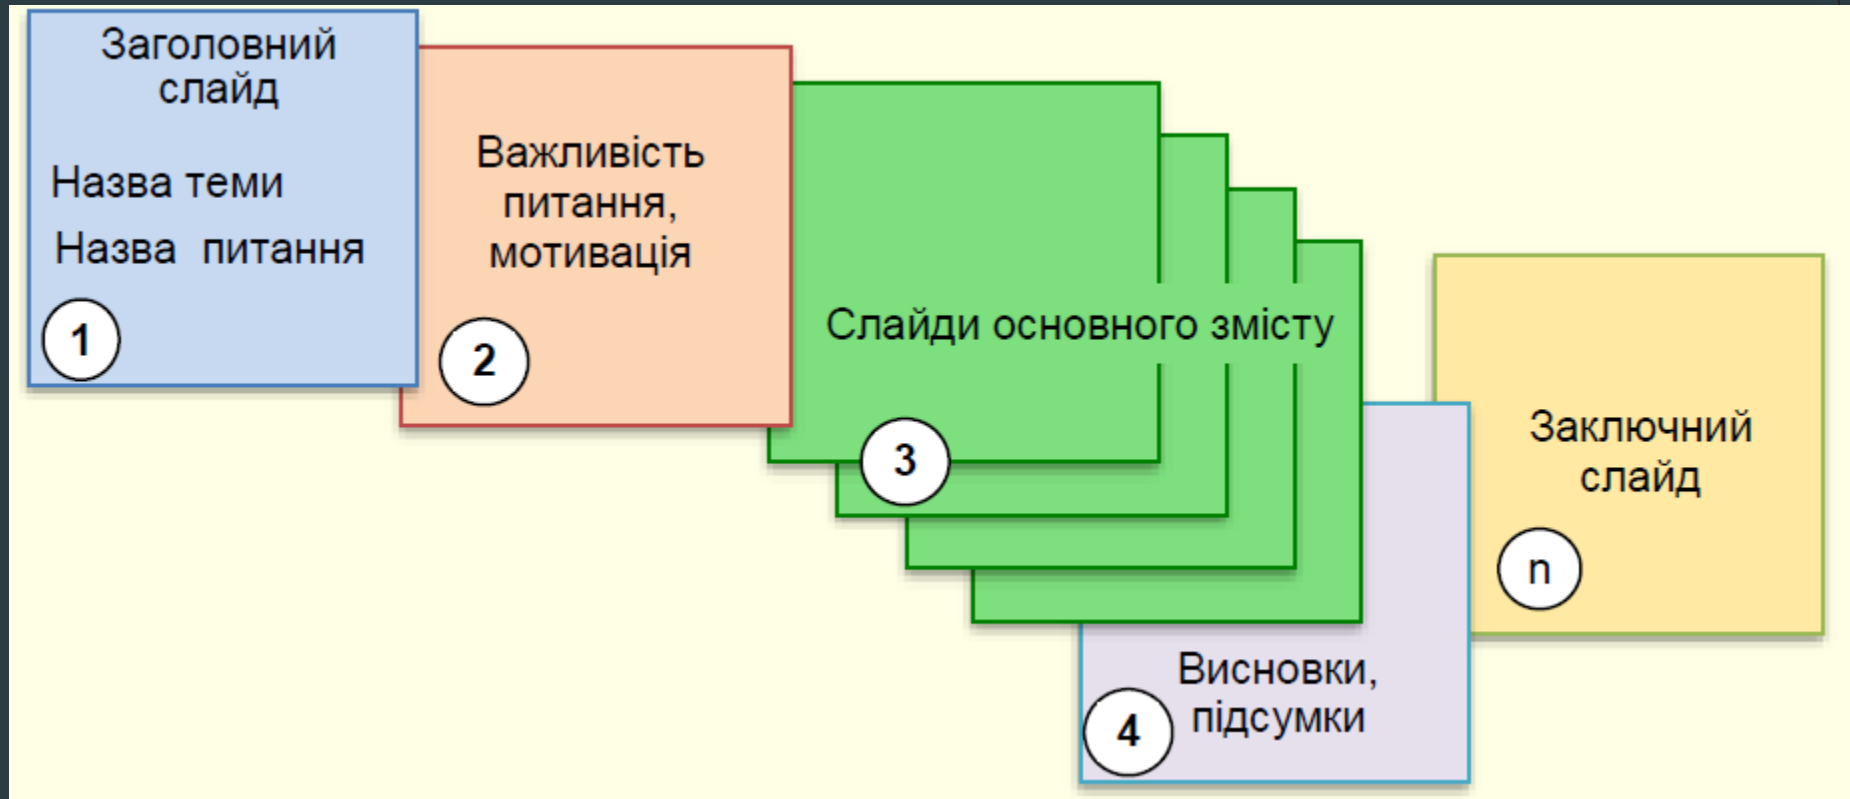 Заголовний
слайд
Назва теми
Назва питання
1
Важливість
питання,
мотивація
2
Слайди основного змісту
3
Висновки,
підсумки
4
Заключний
слайд
n